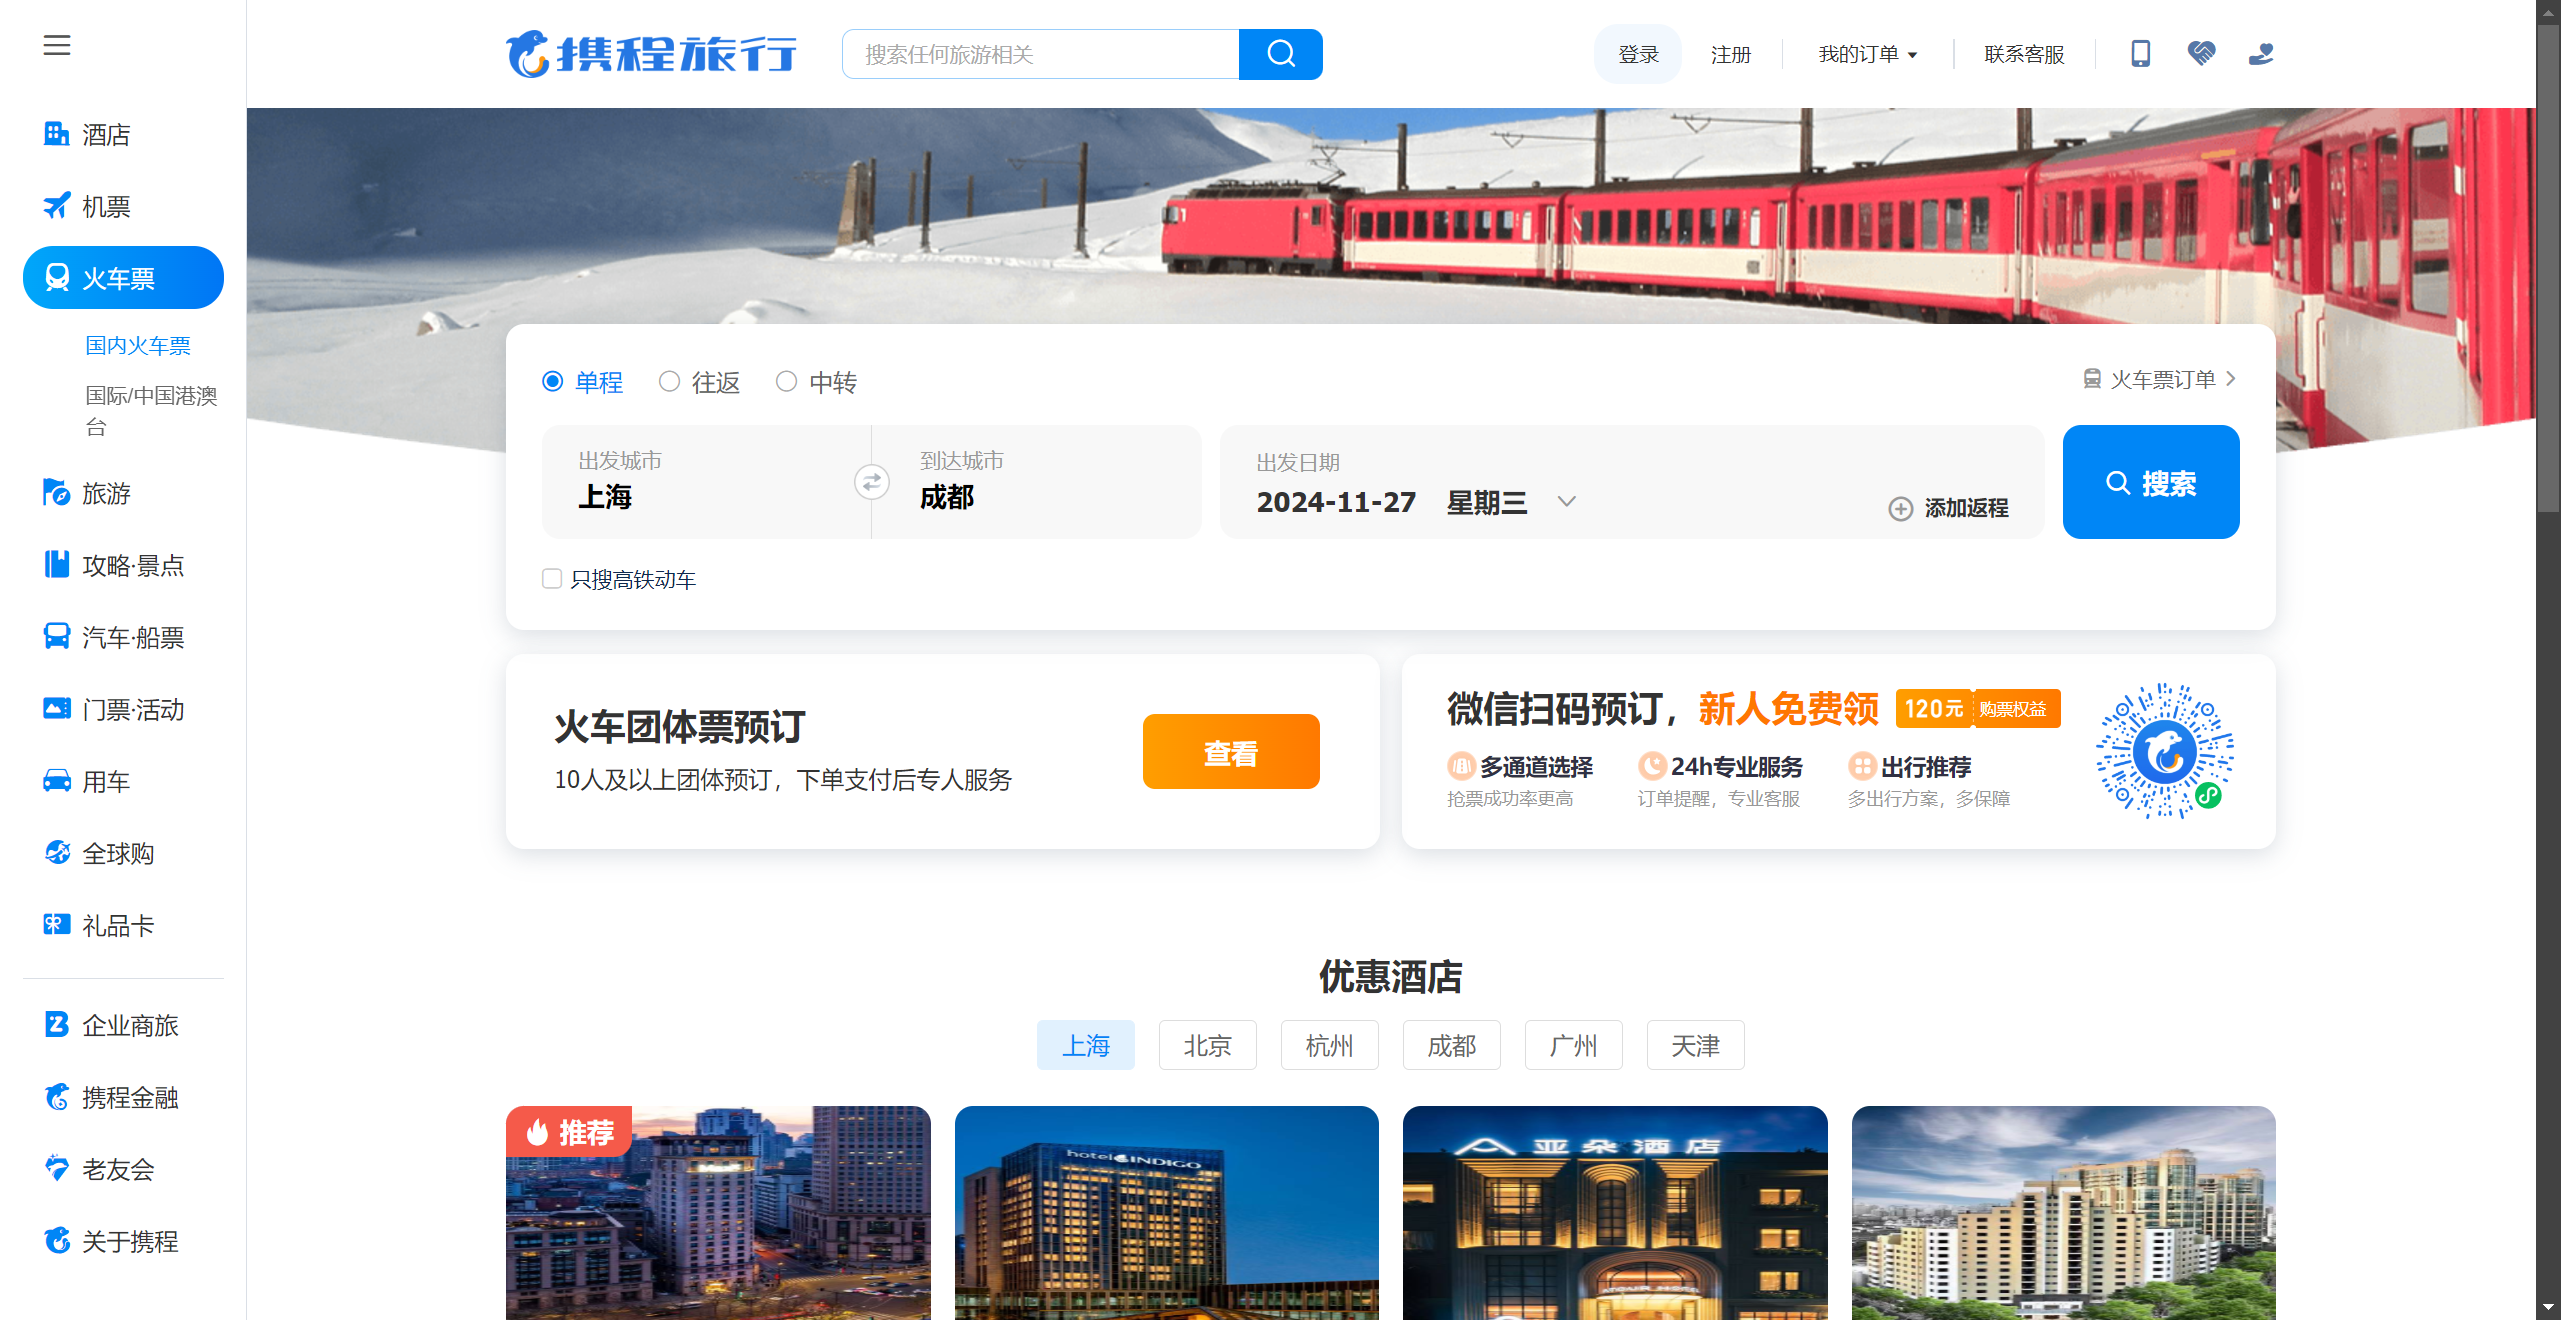 携程旅行
搜索任何旅游相关
登录
注册
我的订单
联系客服
酒店
机票
火车票
国内火车票
国际/中国港澳
台
旅游
攻略·景点
汽车·船票
门票·活动
用车
全球购
礼品卡
企业商旅
携程金融
老友会
关于携程
单程
往返
中转
火车票订单
出发城市
上海
到达城市
成都
出发日期
2024-11-27 星期三
添加返程
搜索
只搜高铁动车
火车团体票预订
10人及以上团体预订，下单支付后专人服务
查看
微信扫码预订，新人免费领 120元 购票权益
多通道选择
抢票成功率更高
24h专业服务
订单提醒，专业客服
出行推荐
多出行方案，多保障
优惠酒店
上海
北京
杭州
成都
广州
天津
推荐
hotel INDIGO
亚朵酒店
ATOUR HOTEL